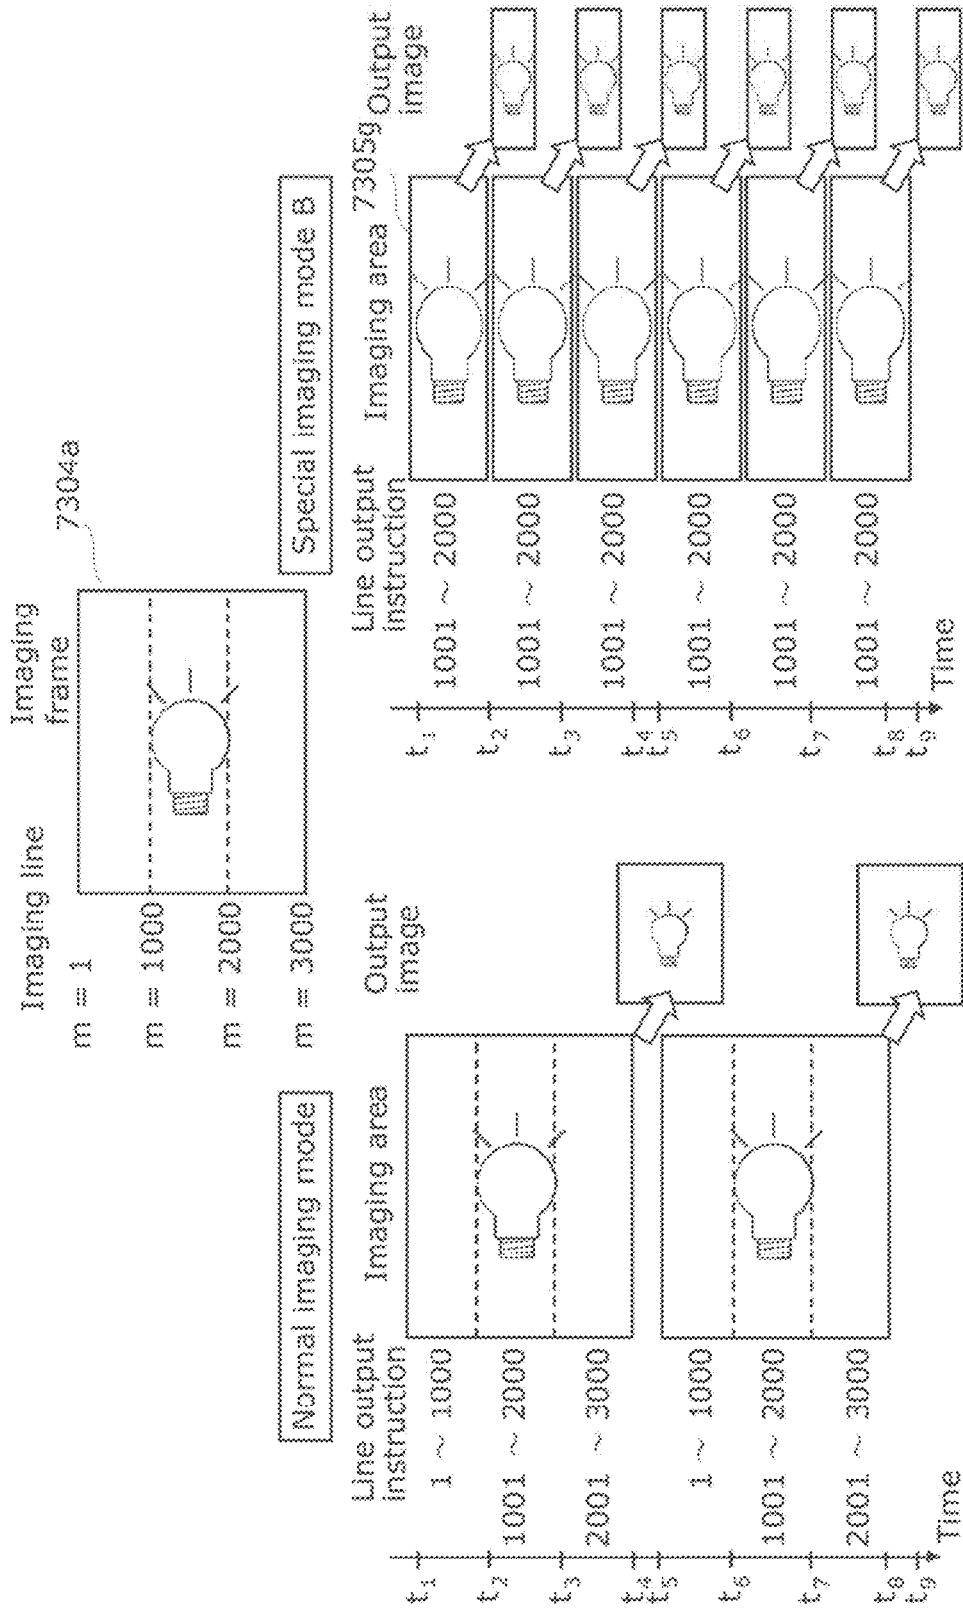 Imaging line
Imaging
frame
7304a
m = 1
m = 1000
m = 2000
m = 3000
Normal imaging mode
Line output
instruction
Imaging area
Output
image
1 ~ 1000
1001 ~ 2000
2001 ~ 3000
1 ~ 1000
1001 ~ 2000
2001 ~ 3000
t1
t2
t3
t4
t5
t6
t7
t8
t9
Time
Special imaging mode B
Line output
instruction
Imaging area
7305g
Output
image
1001 ~ 2000
1001 ~ 2000
1001 ~ 2000
1001 ~ 2000
1001 ~ 2000
1001 ~ 2000
t1
t2
t3
t4
t5
t6
t7
t8
t9
Time